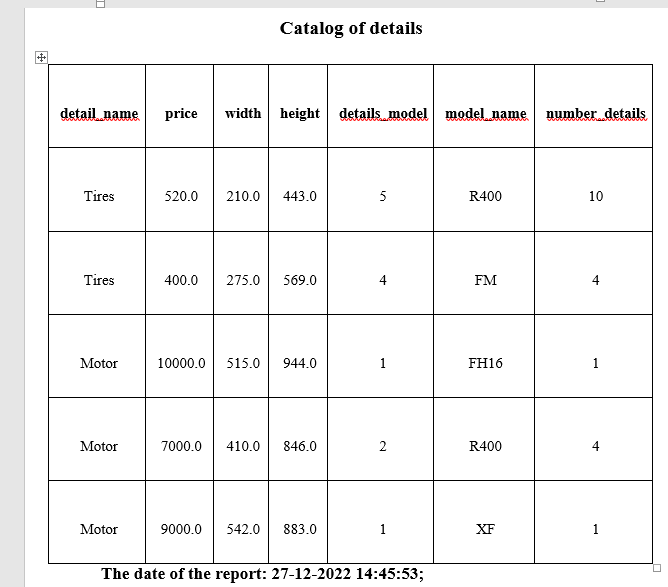 Catalog of details
detail_name price width height details_model model_name number_details
Tires 520.0 210.0 443.0 5 R400 10
Tires 400.0 275.0 569.0 4 FM 4
Motor 10000.0 515.0 944.0 1 FH16 1
Motor 7000.0 410.0 846.0 2 R400 4
Motor 9000.0 542.0 883.0 1 XF 1
The date of the report: 27-12-2022 14:45:53;